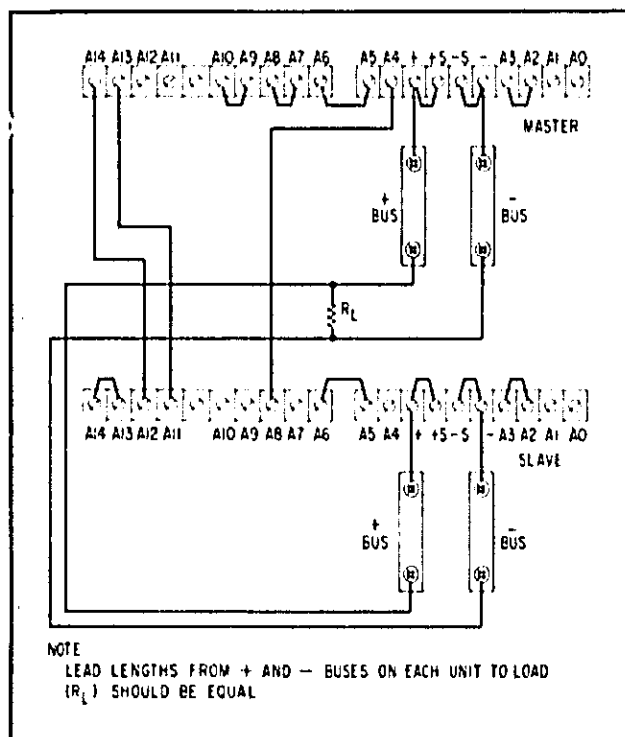 A14 A13 A12 A11 A10 A9 A8 A7 A6 A5 A4 + +S -S - A3 A2 A1 A0
MASTER
+
BUS
-
BUS
RL
A14 A13 A12 A11 A10 A9 A8 A7 A6 A5 A4 + +S -S - A3 A2 A1 A0
SLAVE
+
BUS
-
BUS
NOTE
LEAD LENGTHS FROM + AND - BUSES ON EACH UNIT TO LOAD
(RL) SHOULD BE EQUAL